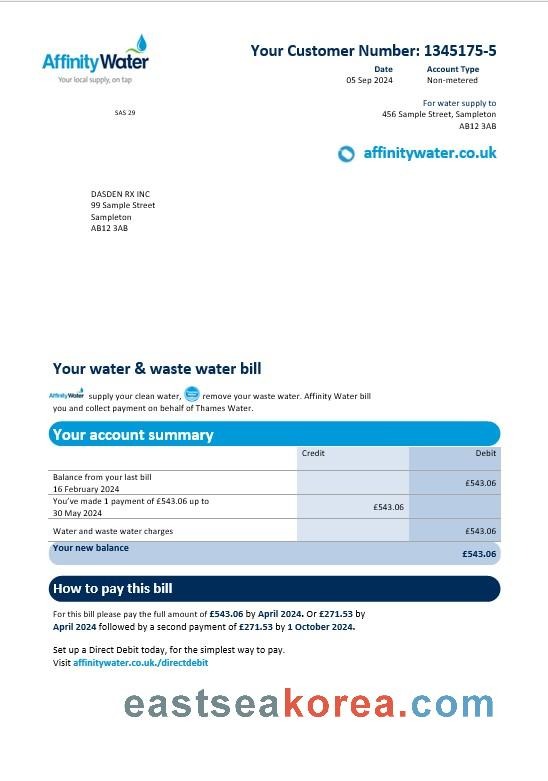 AffinityWater
Your local supply, on tap
SAS 29
Your Customer Number: 1345175-5
Date Account Type
05 Sep 2024 Non-metered
For water supply to
456 Sample Street, Sampleton
AB12 3AB
affinitywater.co.uk
DASDEN RX INC
99 Sample Street
Sampleton
AB12 3AB
Your water & waste water bill
AffinityWater supply your clean water, remove your waste water. Affinity Water bill
you and collect payment on behalf of Thames Water.
Your account summary
Credit Debit
Balance from your last bill
16 February 2024 £543.06
You've made 1 payment of £543.06 up to
30 May 2024 £543.06
Water and waste water charges £543.06
Your new balance £543.06
How to pay this bill
For this bill please pay the full amount of £543.06 by April 2024. Or £271.53 by
April 2024 followed by a second payment of £271.53 by 1 October 2024.
Set up a Direct Debit today, for the simplest way to pay.
Visit affinitywater.co.uk./directdebit
eastseakorea.com